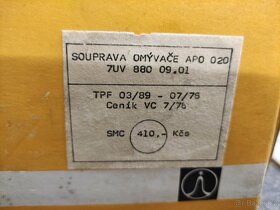 SOUPRAVA OMÝVAČE APO 020
7UV 880 09.01
TPF 03/89 - 07/76
Ceník VC 7/76
SMC 410,- Kčs